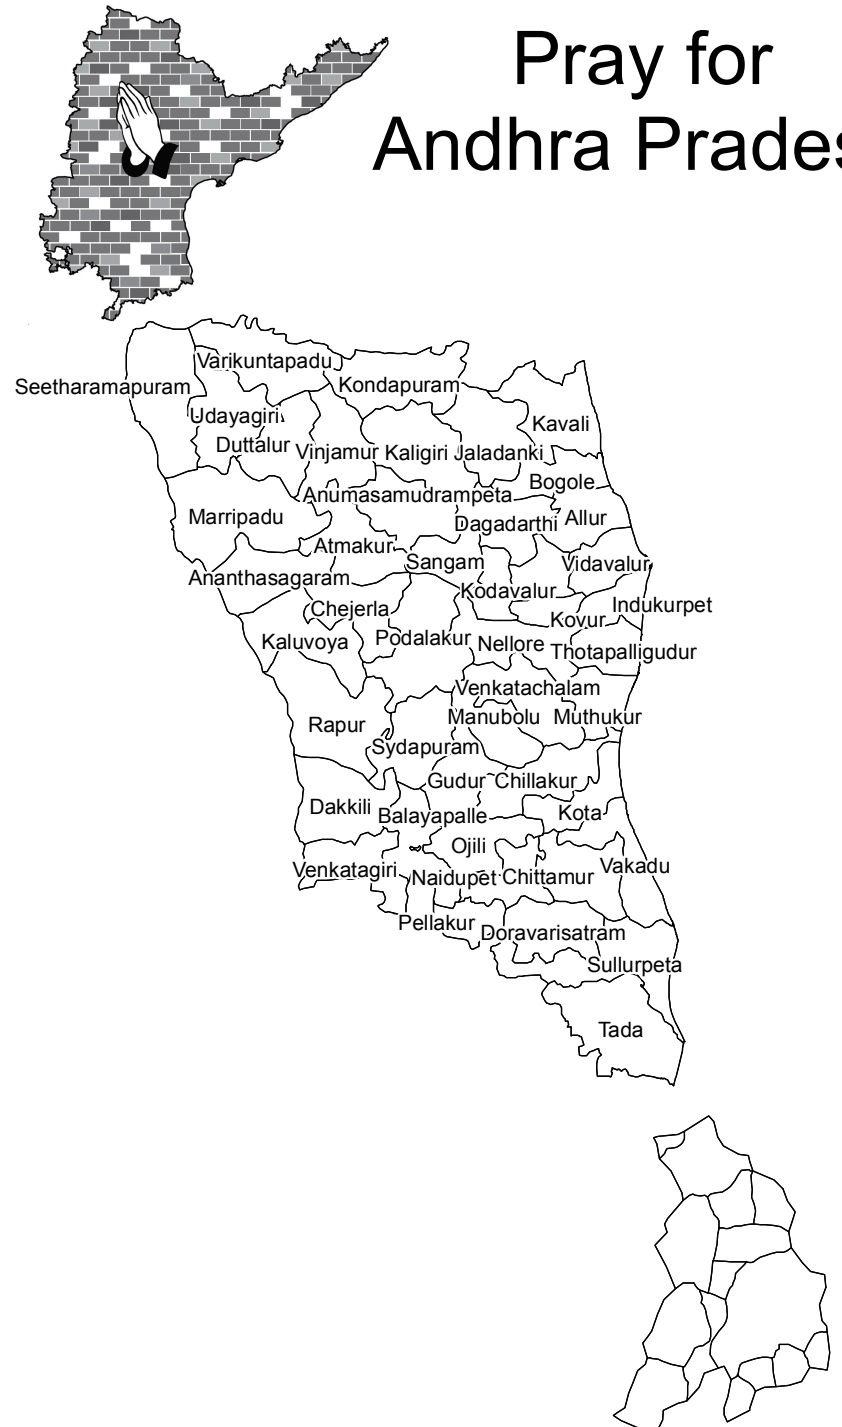 Pray for
Andhra Prades
Varikuntapadu
Seetharamapuram
Kondapuram
Udayagiri
Kavali
Duttalur
Vinjamur Kaligiri Jaladanki
Bogole
Anumasamudrampeta
Marripadu
Dagadarthi
Allur
Atmakur
Sangam
Vidavalur
Ananthasagaram
Kodavalur
Chejerla
Indukurpet
Kovur
Kaluvoya
Podalakur
Nellore
Thotapalligudur
Venkatachalam
Rapur
Manubolu
Muthukur
Sydapuram
Gudur
Chillakur
Dakkili
Balayapalle
Kota
Ojili
Venkatagiri
Naidupet
Chittamur
Vakadu
Pellakur
Doravarisatram
Sullurpeta
Tada